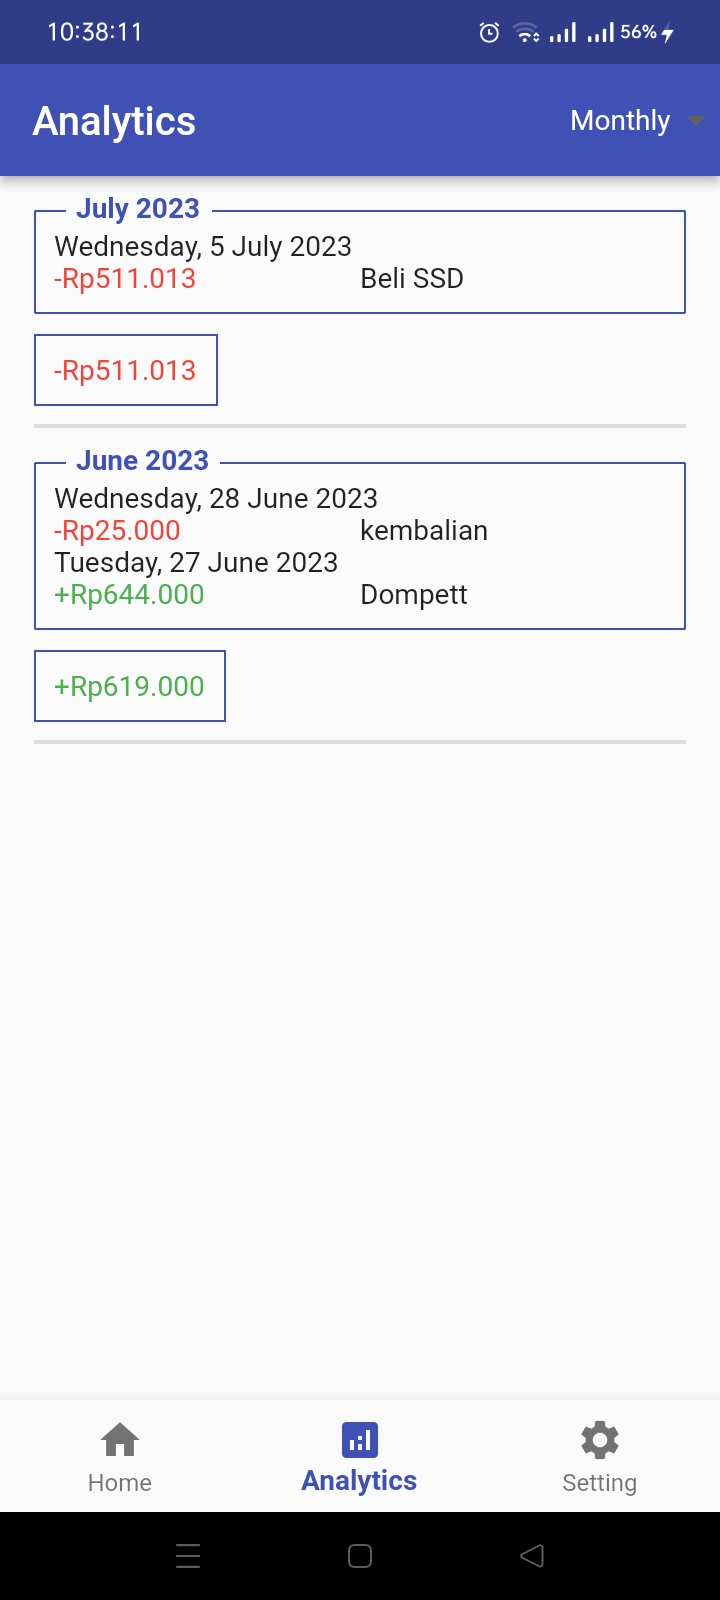 10:38:11 56%
Analytics Monthly
July 2023
Wednesday, 5 July 2023
-Rp511.013 Beli SSD
-Rp511.013
June 2023
Wednesday, 28 June 2023
-Rp25.000 kembalian
Tuesday, 27 June 2023
+Rp644.000 Dompett
+Rp619.000
Home Analytics Setting